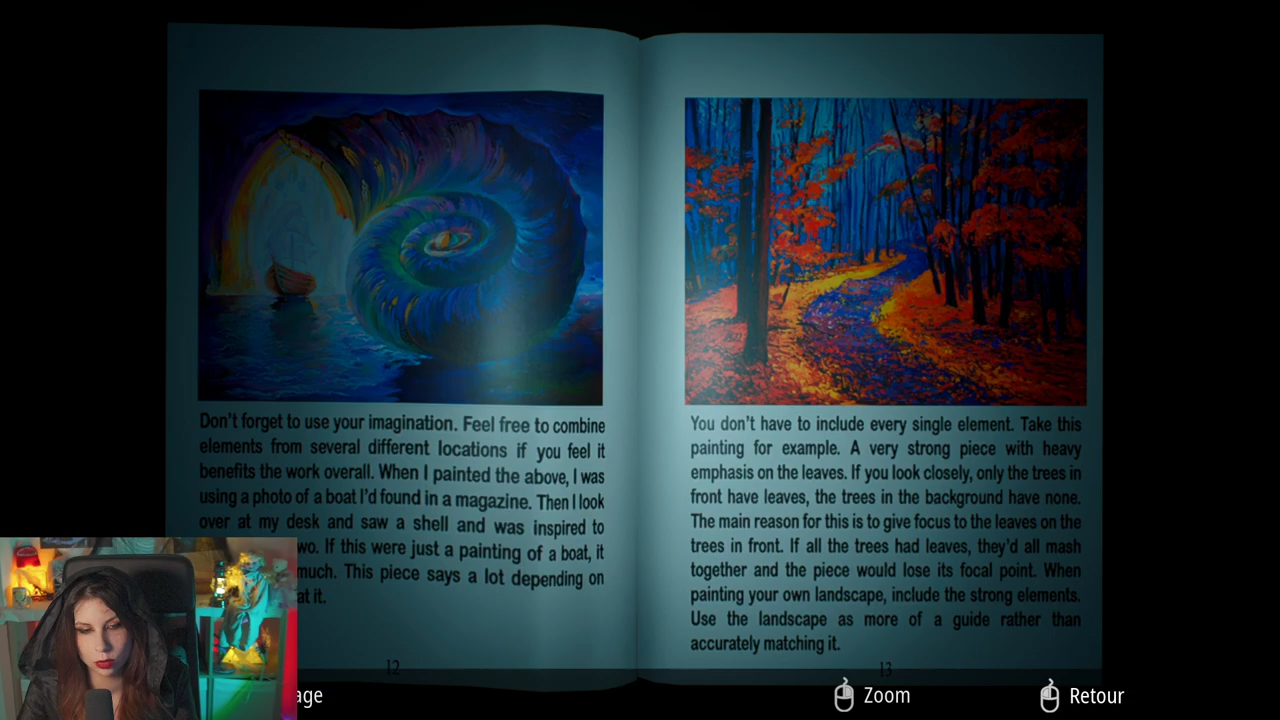 Don't forget to use your imagination. Feel free to combine
elements from several different locations if you feel it
benefits the work overall. When I painted the above, I was
using a photo of a boat I'd found in a magazine. Then I look
over at my desk and saw a shell and was inspired to
wo. If this were just a painting of a boat, it
much. This piece says a lot depending on
at it.
12
You don't have to include every single element. Take this
painting for example. A very strong piece with heavy
emphasis on the leaves. If you look closely, only the trees in
front have leaves, the trees in the background have none.
The main reason for this is to give focus to the leaves on the
trees in front. If all the trees had leaves, they'd all mash
together and the piece would lose its focal point. When
painting your own landscape, include the strong elements.
Use the landscape as more of a guide rather than
accurately matching it.
13
age
Zoom
Retour